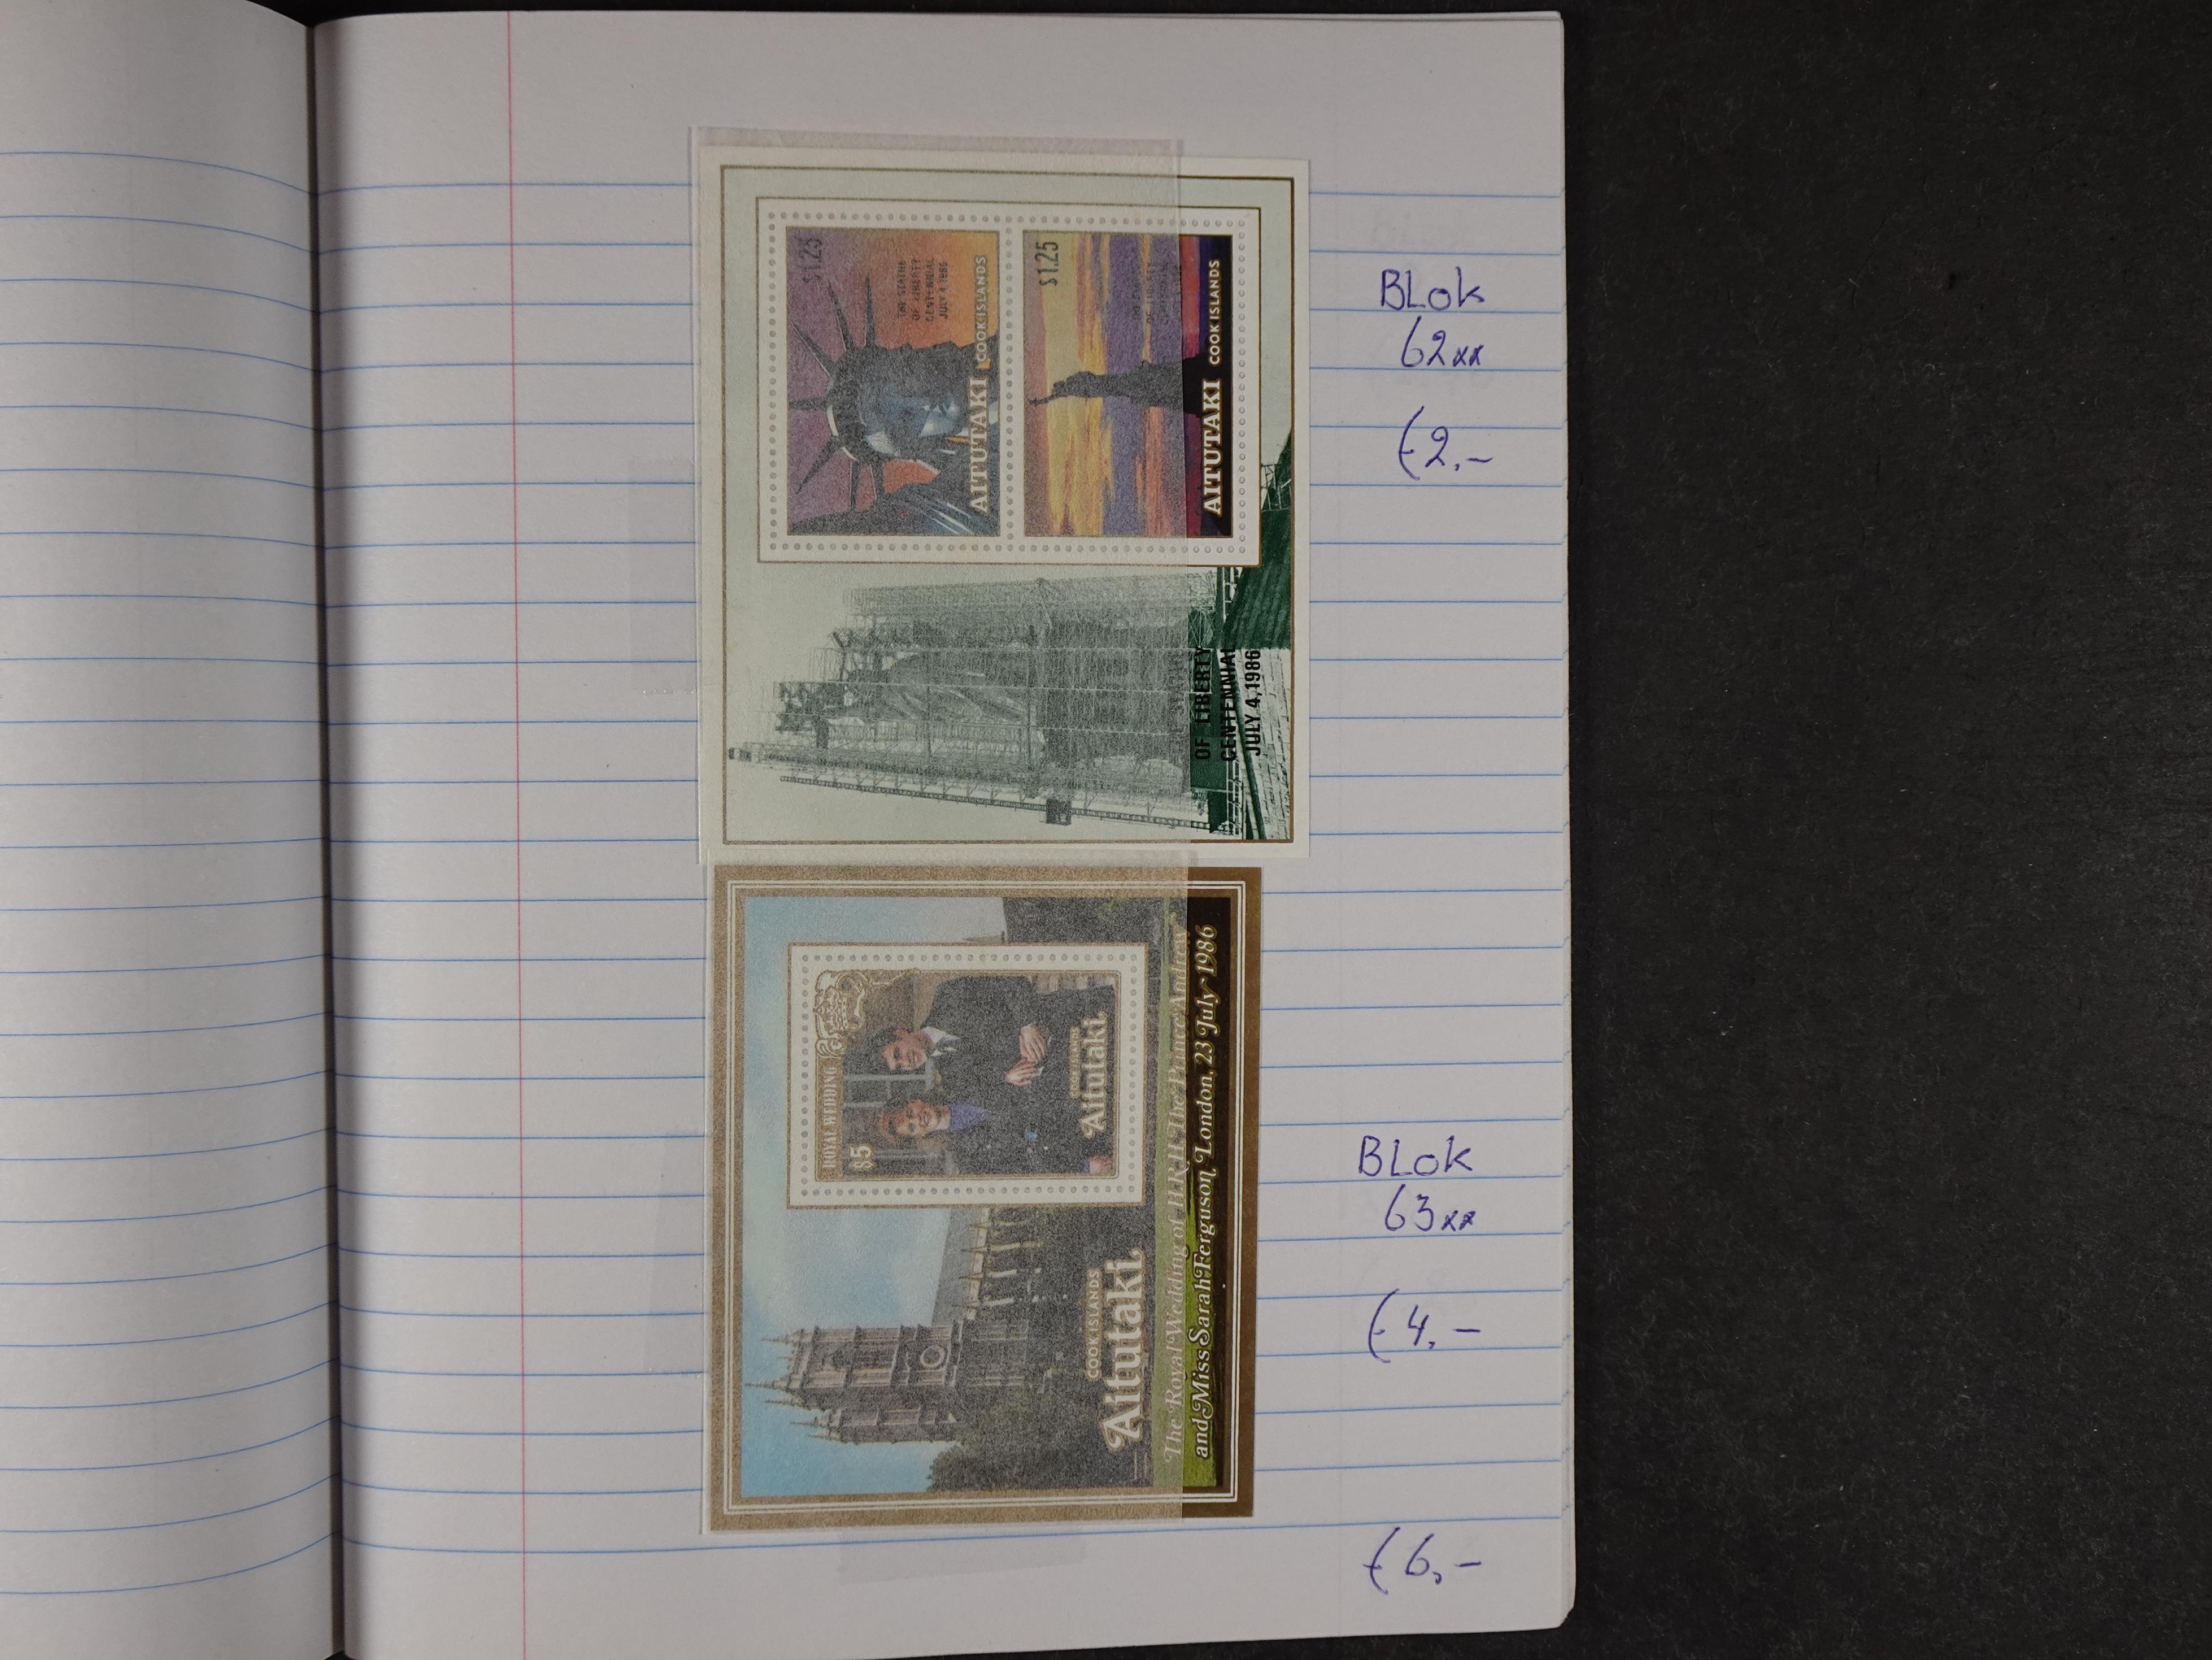 $1.25
THE STATUE
OF LIBERTY
CENTENNIAL
JULY 4 1986
AITUTAKI COOK ISLANDS
$1.25
AITUTAKI COOK ISLANDS
OF LIBERTY
CENTENNIAL
JULY 4, 1986
BLok
62xx
€2,-
ROYAL WEDDING
$5
COOK ISLANDS
Aitutaki
COOK ISLANDS
Aitutaki
The Royal Wedding of H.R.H. The Prince Andrew
and Miss Sarah Ferguson, London, 23 July 1986
BLok
63xx
€4,-
€6,-